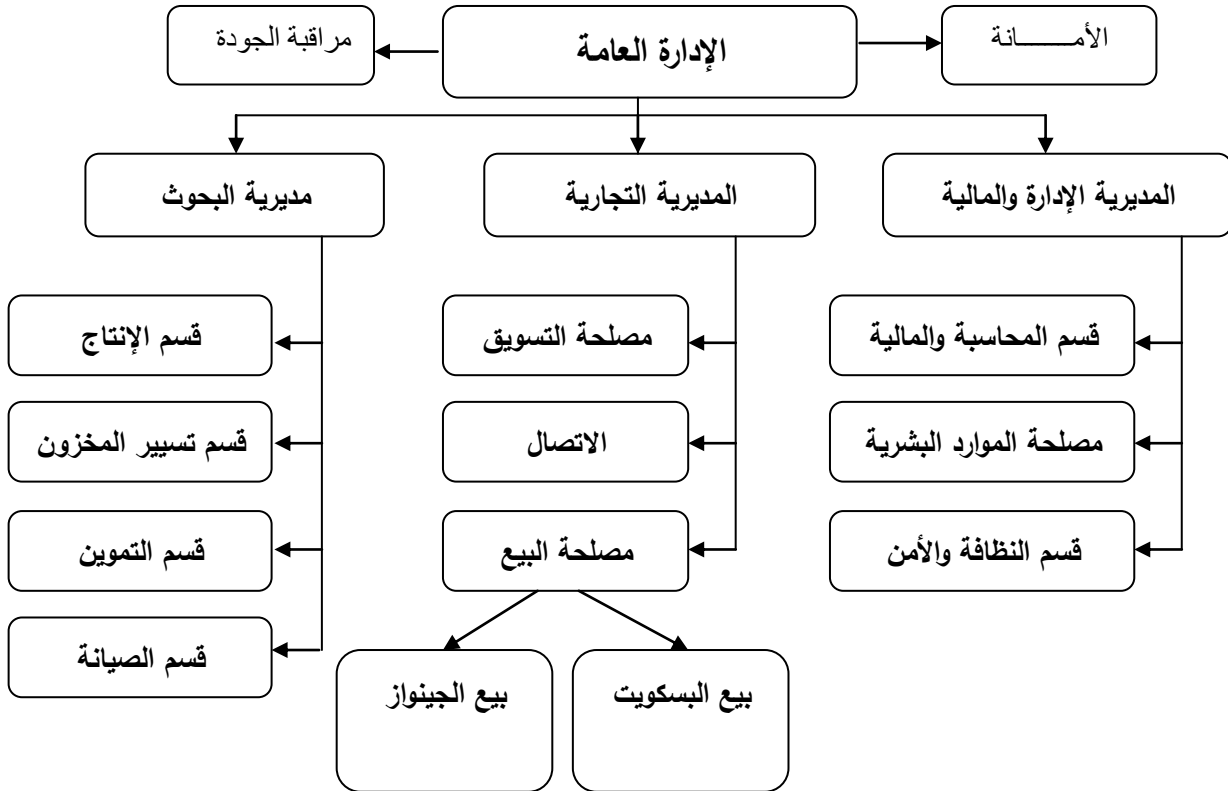 الأمـــــــانة
الإدارة العامة
مراقبة الجودة
المديرية الإدارة والمالية
المديرية التجارية
مديرية البحوث
قسم المحاسبة والمالية
مصلحة التسويق
قسم الإنتاج
مصلحة الموارد البشرية
الاتصال
قسم تسيير المخزون
قسم النظافة والأمن
مصلحة البيع
قسم التموين
قسم الصيانة
بيع البسكويت
بيع الجينواز